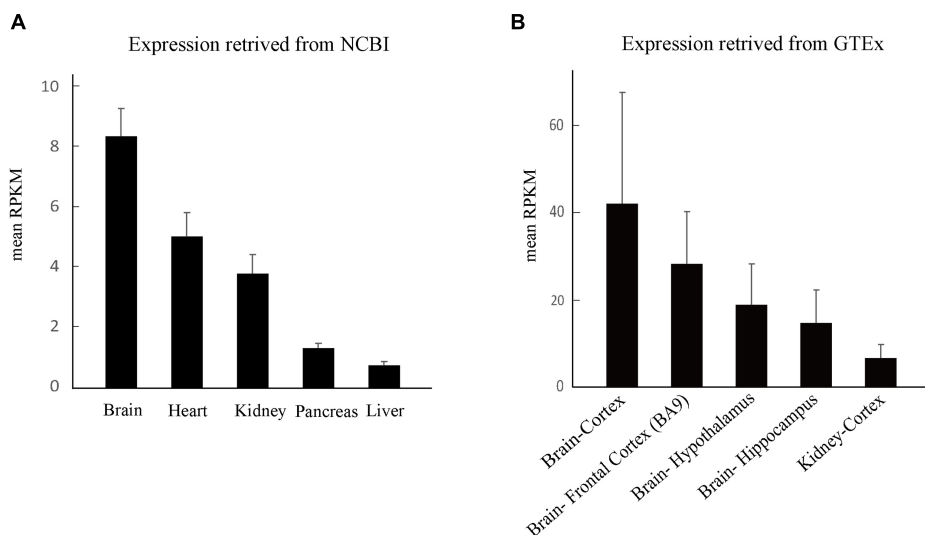 A
Expression retrived from NCBI
mean RPKM
10
8
6
4
2
0
Brain Heart Kidney Pancreas Liver
B
Expression retrived from GTEx
mean RPKM
60
40
20
0
Brain-Cortex
Brain- Frontal Cortex (BA9)
Brain- Hypothalamus
Brain- Hippocampus
Kidney-Cortex